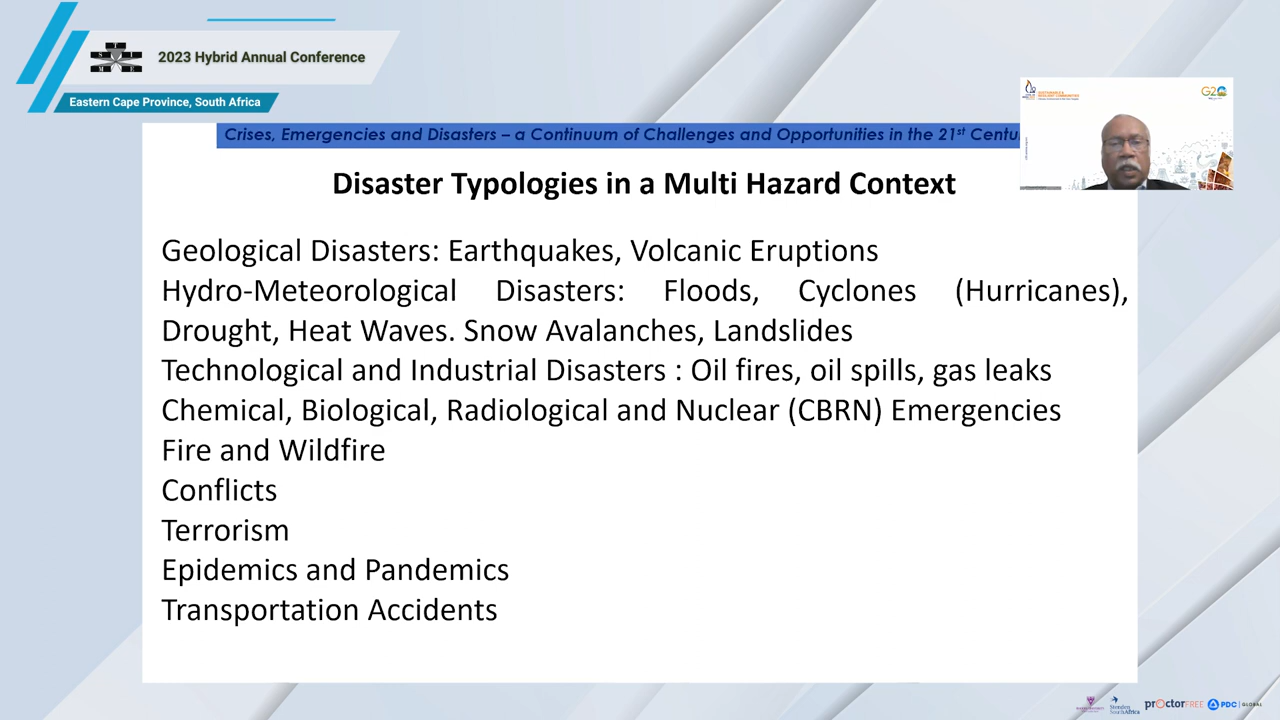 2023 Hybrid Annual Conference
Eastern Cape Province, South Africa
Crises, Emergencies and Disasters – a Continuum of Challenges and Opportunities in the 21st Centu
G20
Disaster Typologies in a Multi Hazard Context
Geological Disasters: Earthquakes, Volcanic Eruptions
Hydro-Meteorological Disasters: Floods, Cyclones (Hurricanes),
Drought, Heat Waves. Snow Avalanches, Landslides
Technological and Industrial Disasters : Oil fires, oil spills, gas leaks
Chemical, Biological, Radiological and Nuclear (CBRN) Emergencies
Fire and Wildfire
Conflicts
Terrorism
Epidemics and Pandemics
Transportation Accidents
Stenden South Africa
prOctorFREE
PDC | GLOBAL